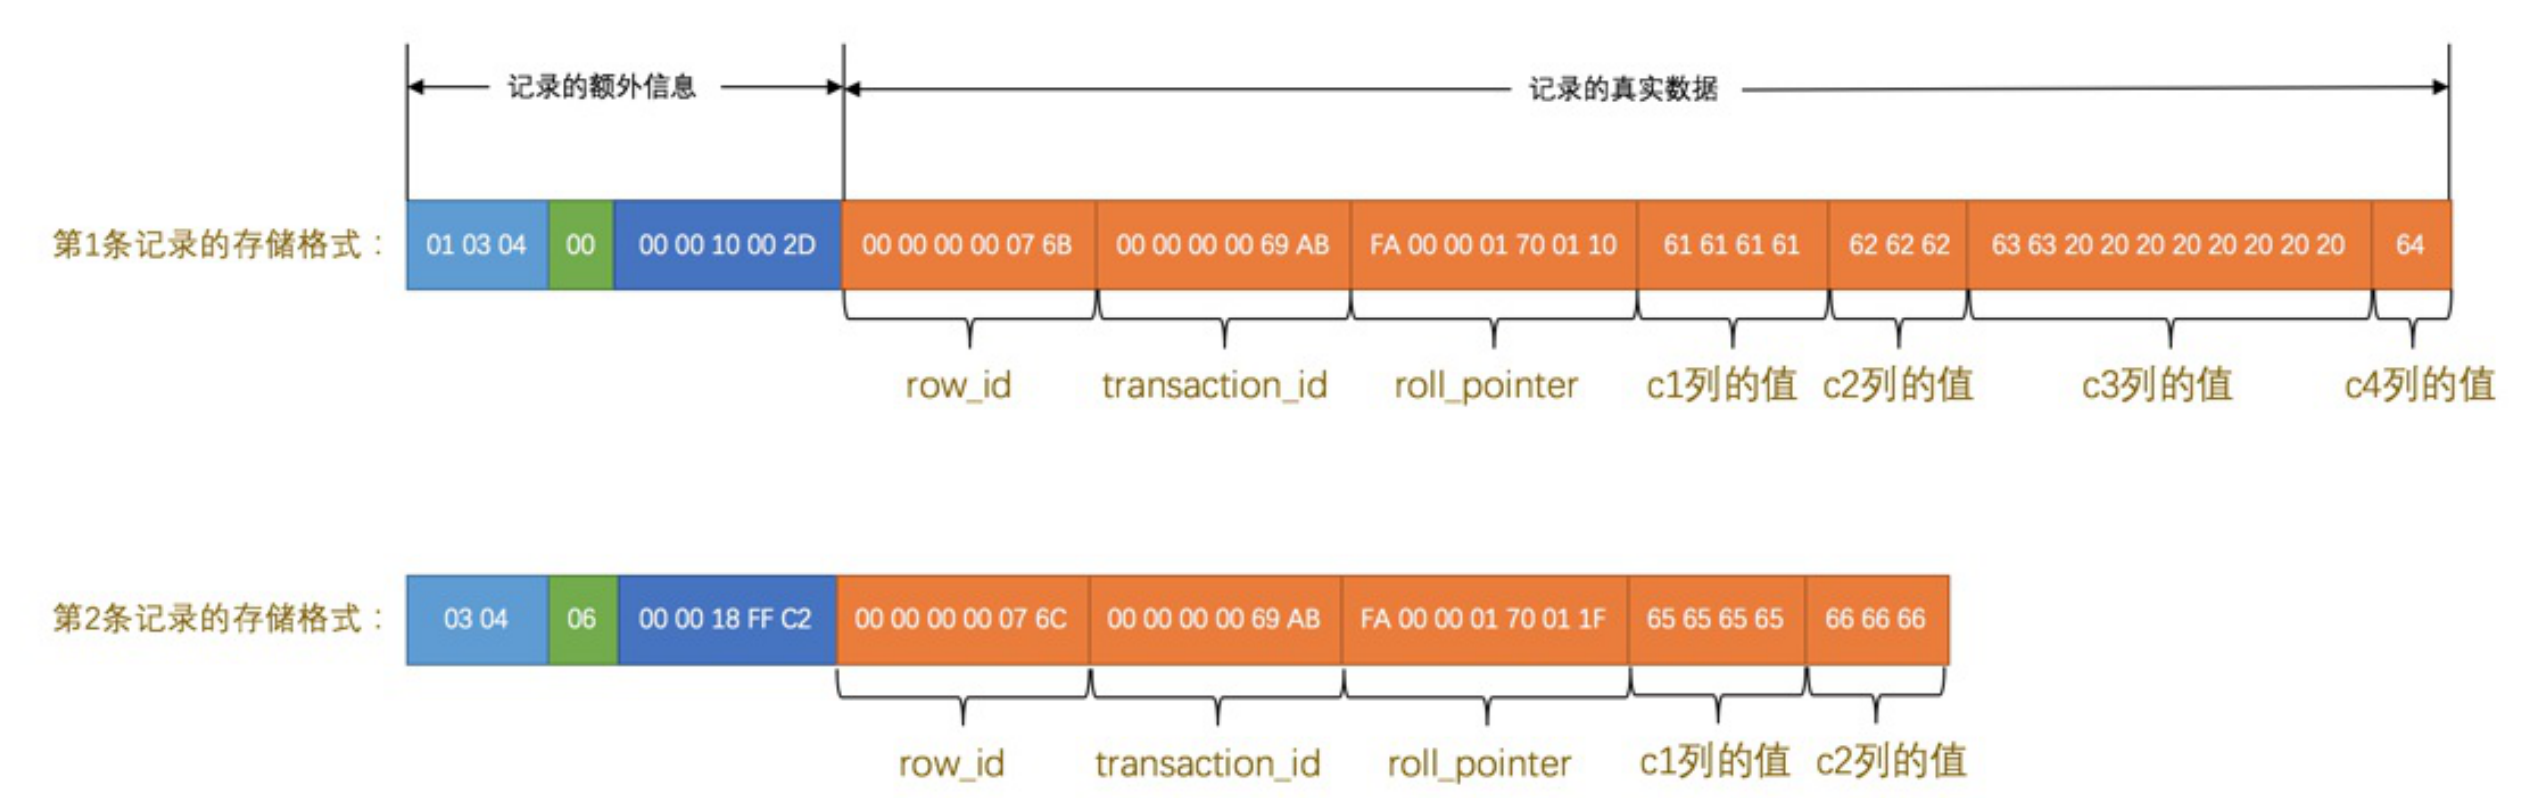 记录的额外信息 记录的真实数据
第1条记录的存储格式： 01 03 04 00 00 00 10 00 2D 00 00 00 00 07 6B 00 00 00 00 69 AB FA 00 00 01 70 01 10 61 61 61 61 62 62 62 63 63 20 20 20 20 20 20 20 20 64
row_id transaction_id roll_pointer c1列的值 c2列的值 c3列的值 c4列的值
第2条记录的存储格式： 03 04 06 00 00 18 FF C2 00 00 00 00 07 6C 00 00 00 00 69 AB FA 00 00 01 70 01 1F 65 65 65 65 66 66 66
row_id transaction_id roll_pointer c1列的值 c2列的值